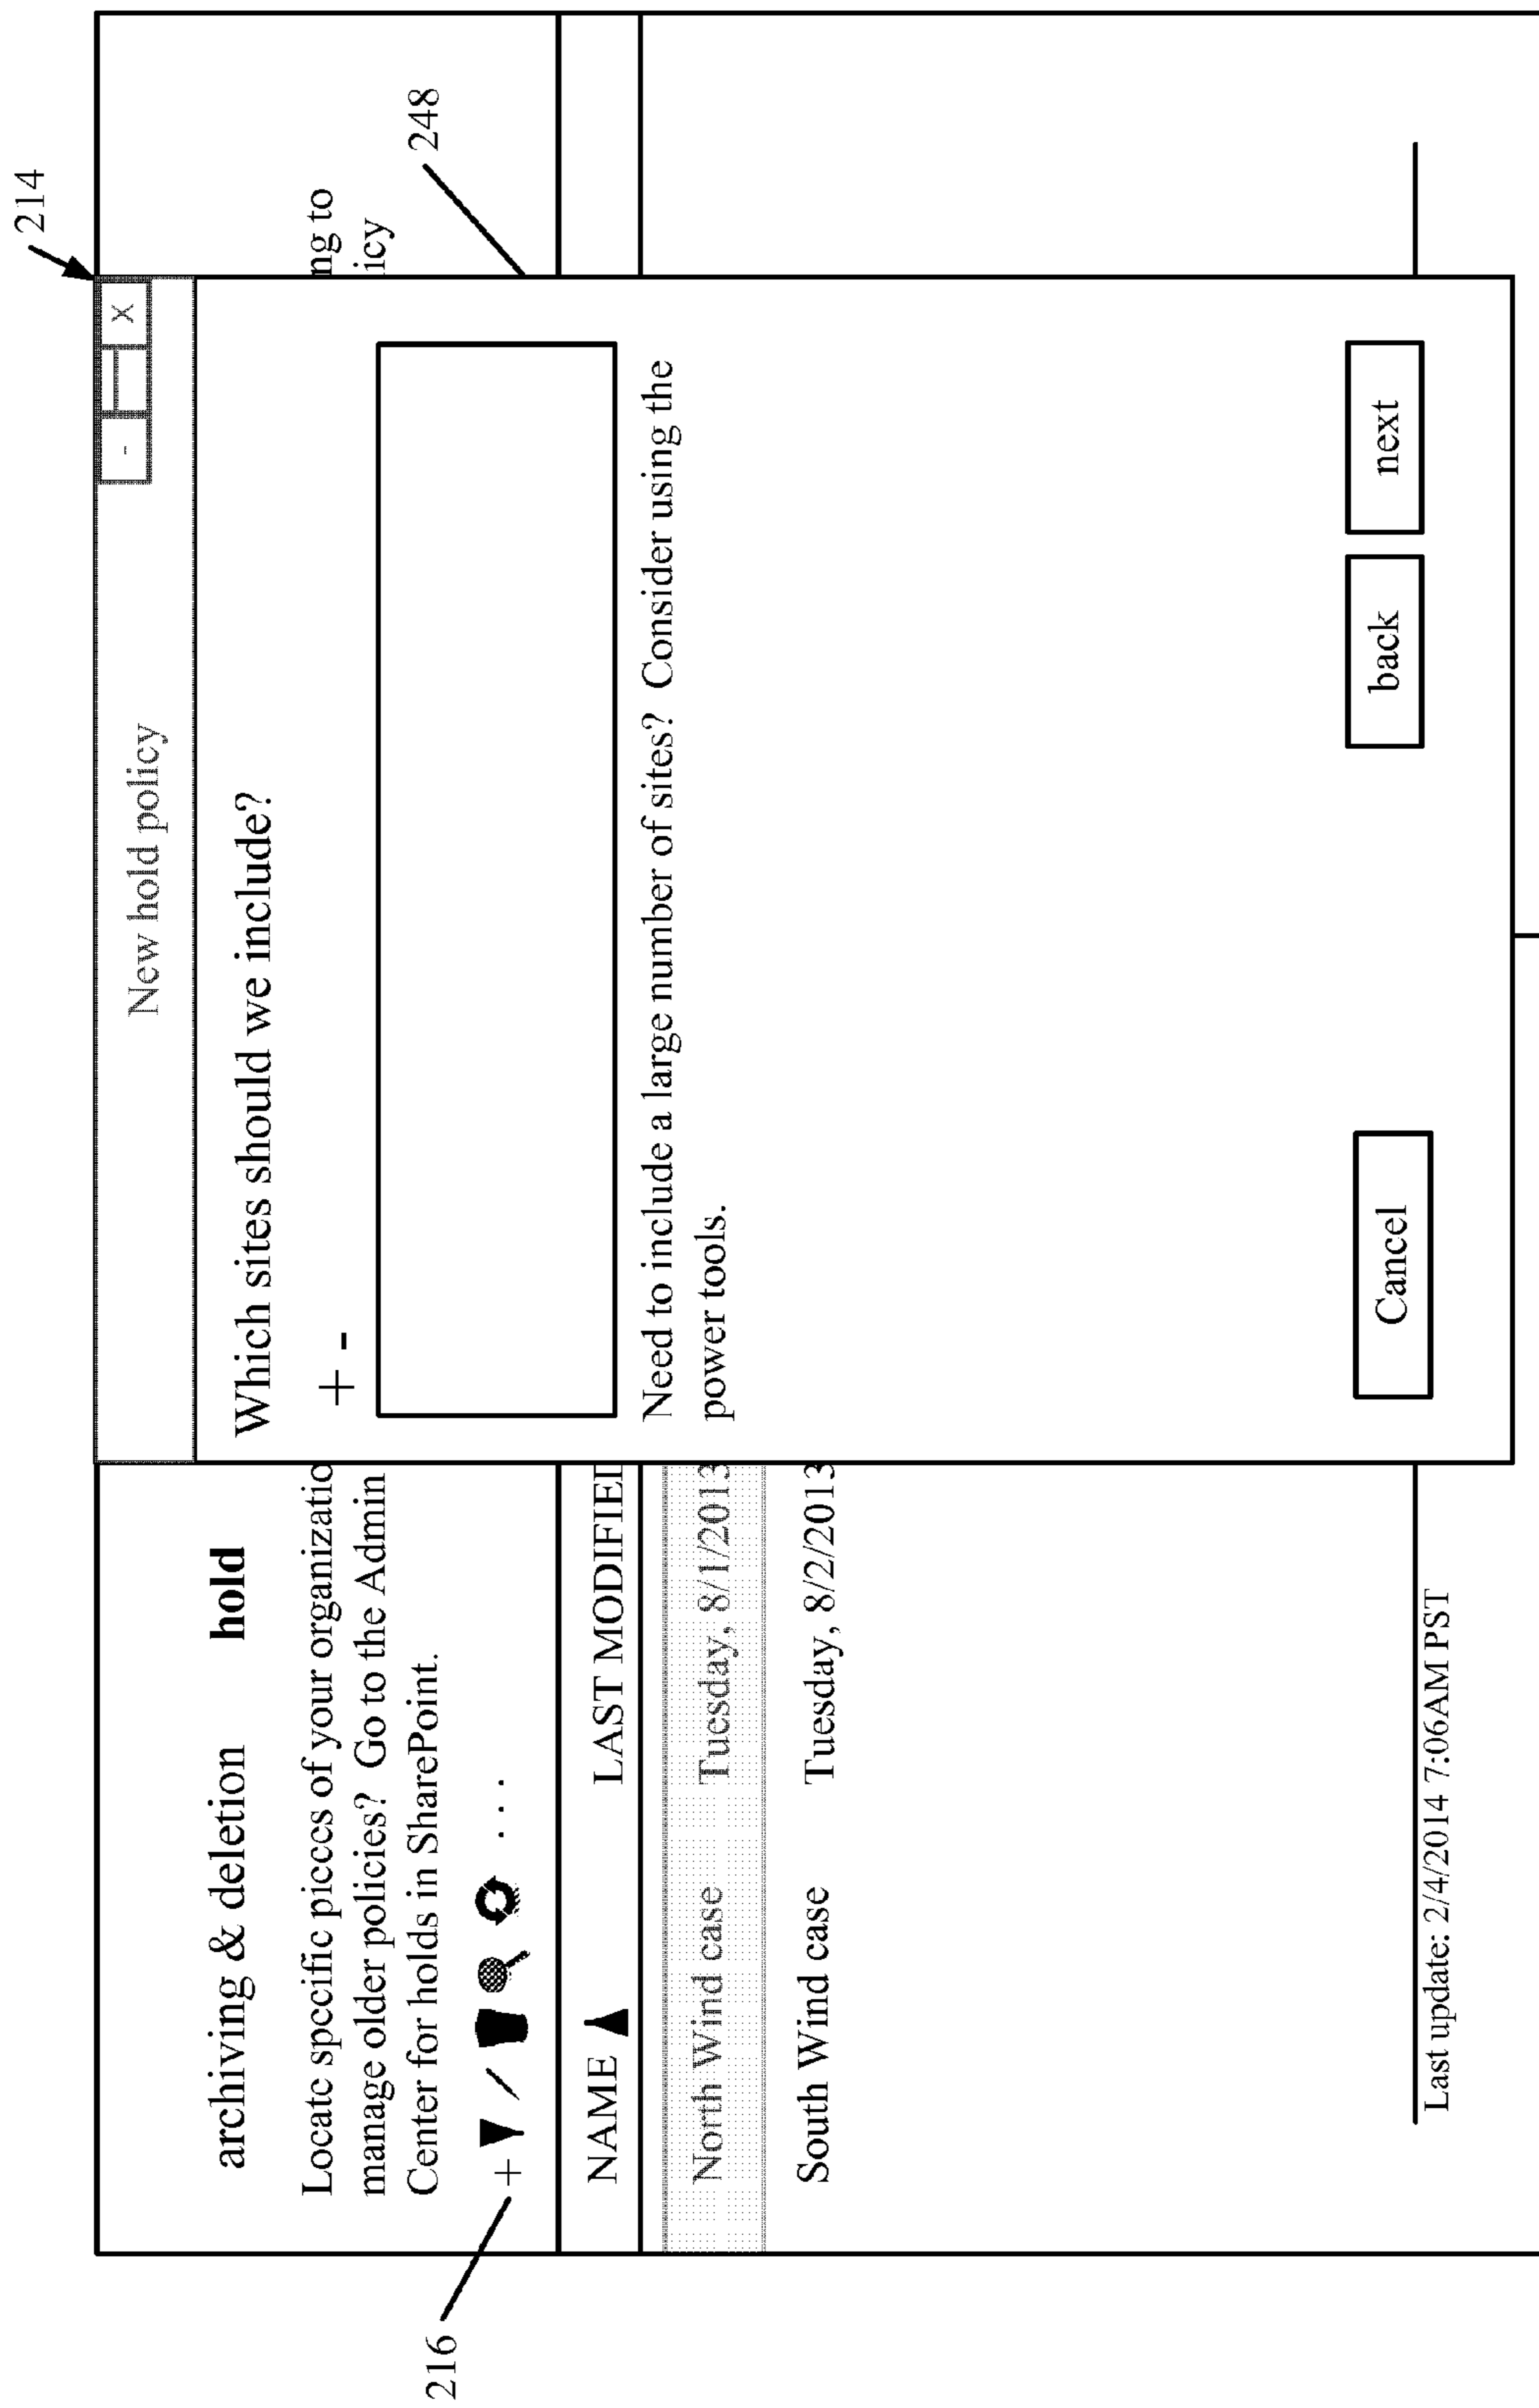 214
archiving & deletion hold
Locate specific pieces of your organizatio
ng to
manage older policies? Go to the Admin
icy
Center for holds in SharePoint.
+ / ...
216
NAME LAST MODIFIED
North Wind case Tuesday, 8/1/2013
South Wind case Tuesday, 8/2/2013
Last update: 2/4/2014 7:06AM PST
New hold policy
- X
248
Which sites should we include?
+ -
Need to include a large number of sites? Consider using the
power tools.
Cancel back next